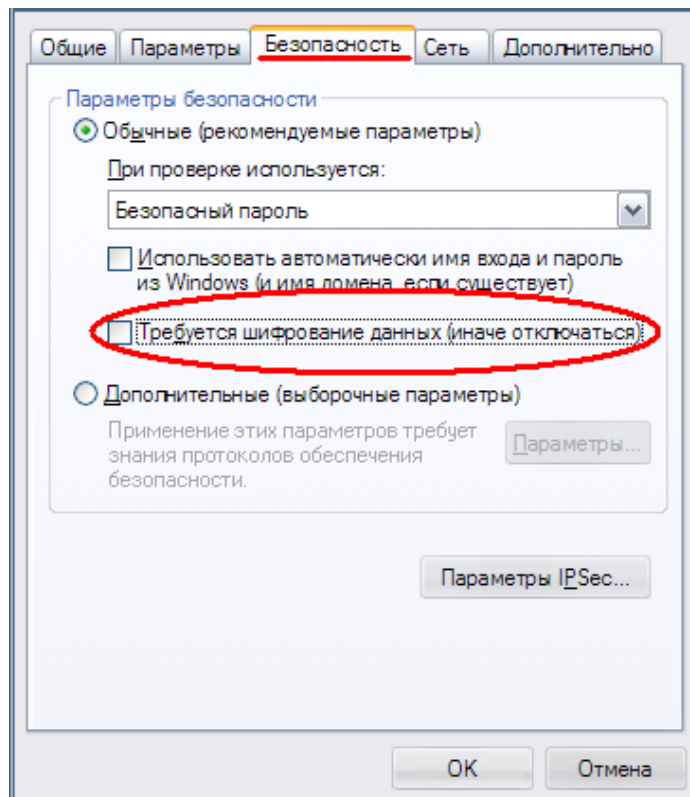 Общие Параметры Безопасность Сеть Дополнительно
Параметры безопасности
Обычные (рекомендуемые параметры)
При проверке используется:
Безопасный пароль
Использовать автоматически имя входа и пароль
из Windows (и имя домена, если существует)
Требуется шифрование данных (иначе отключаться)
Дополнительные (выборочные параметры)
Применение этих параметров требует
знания протоколов обеспечения
безопасности.
Параметры...
Параметры IPSec...
OK Отмена